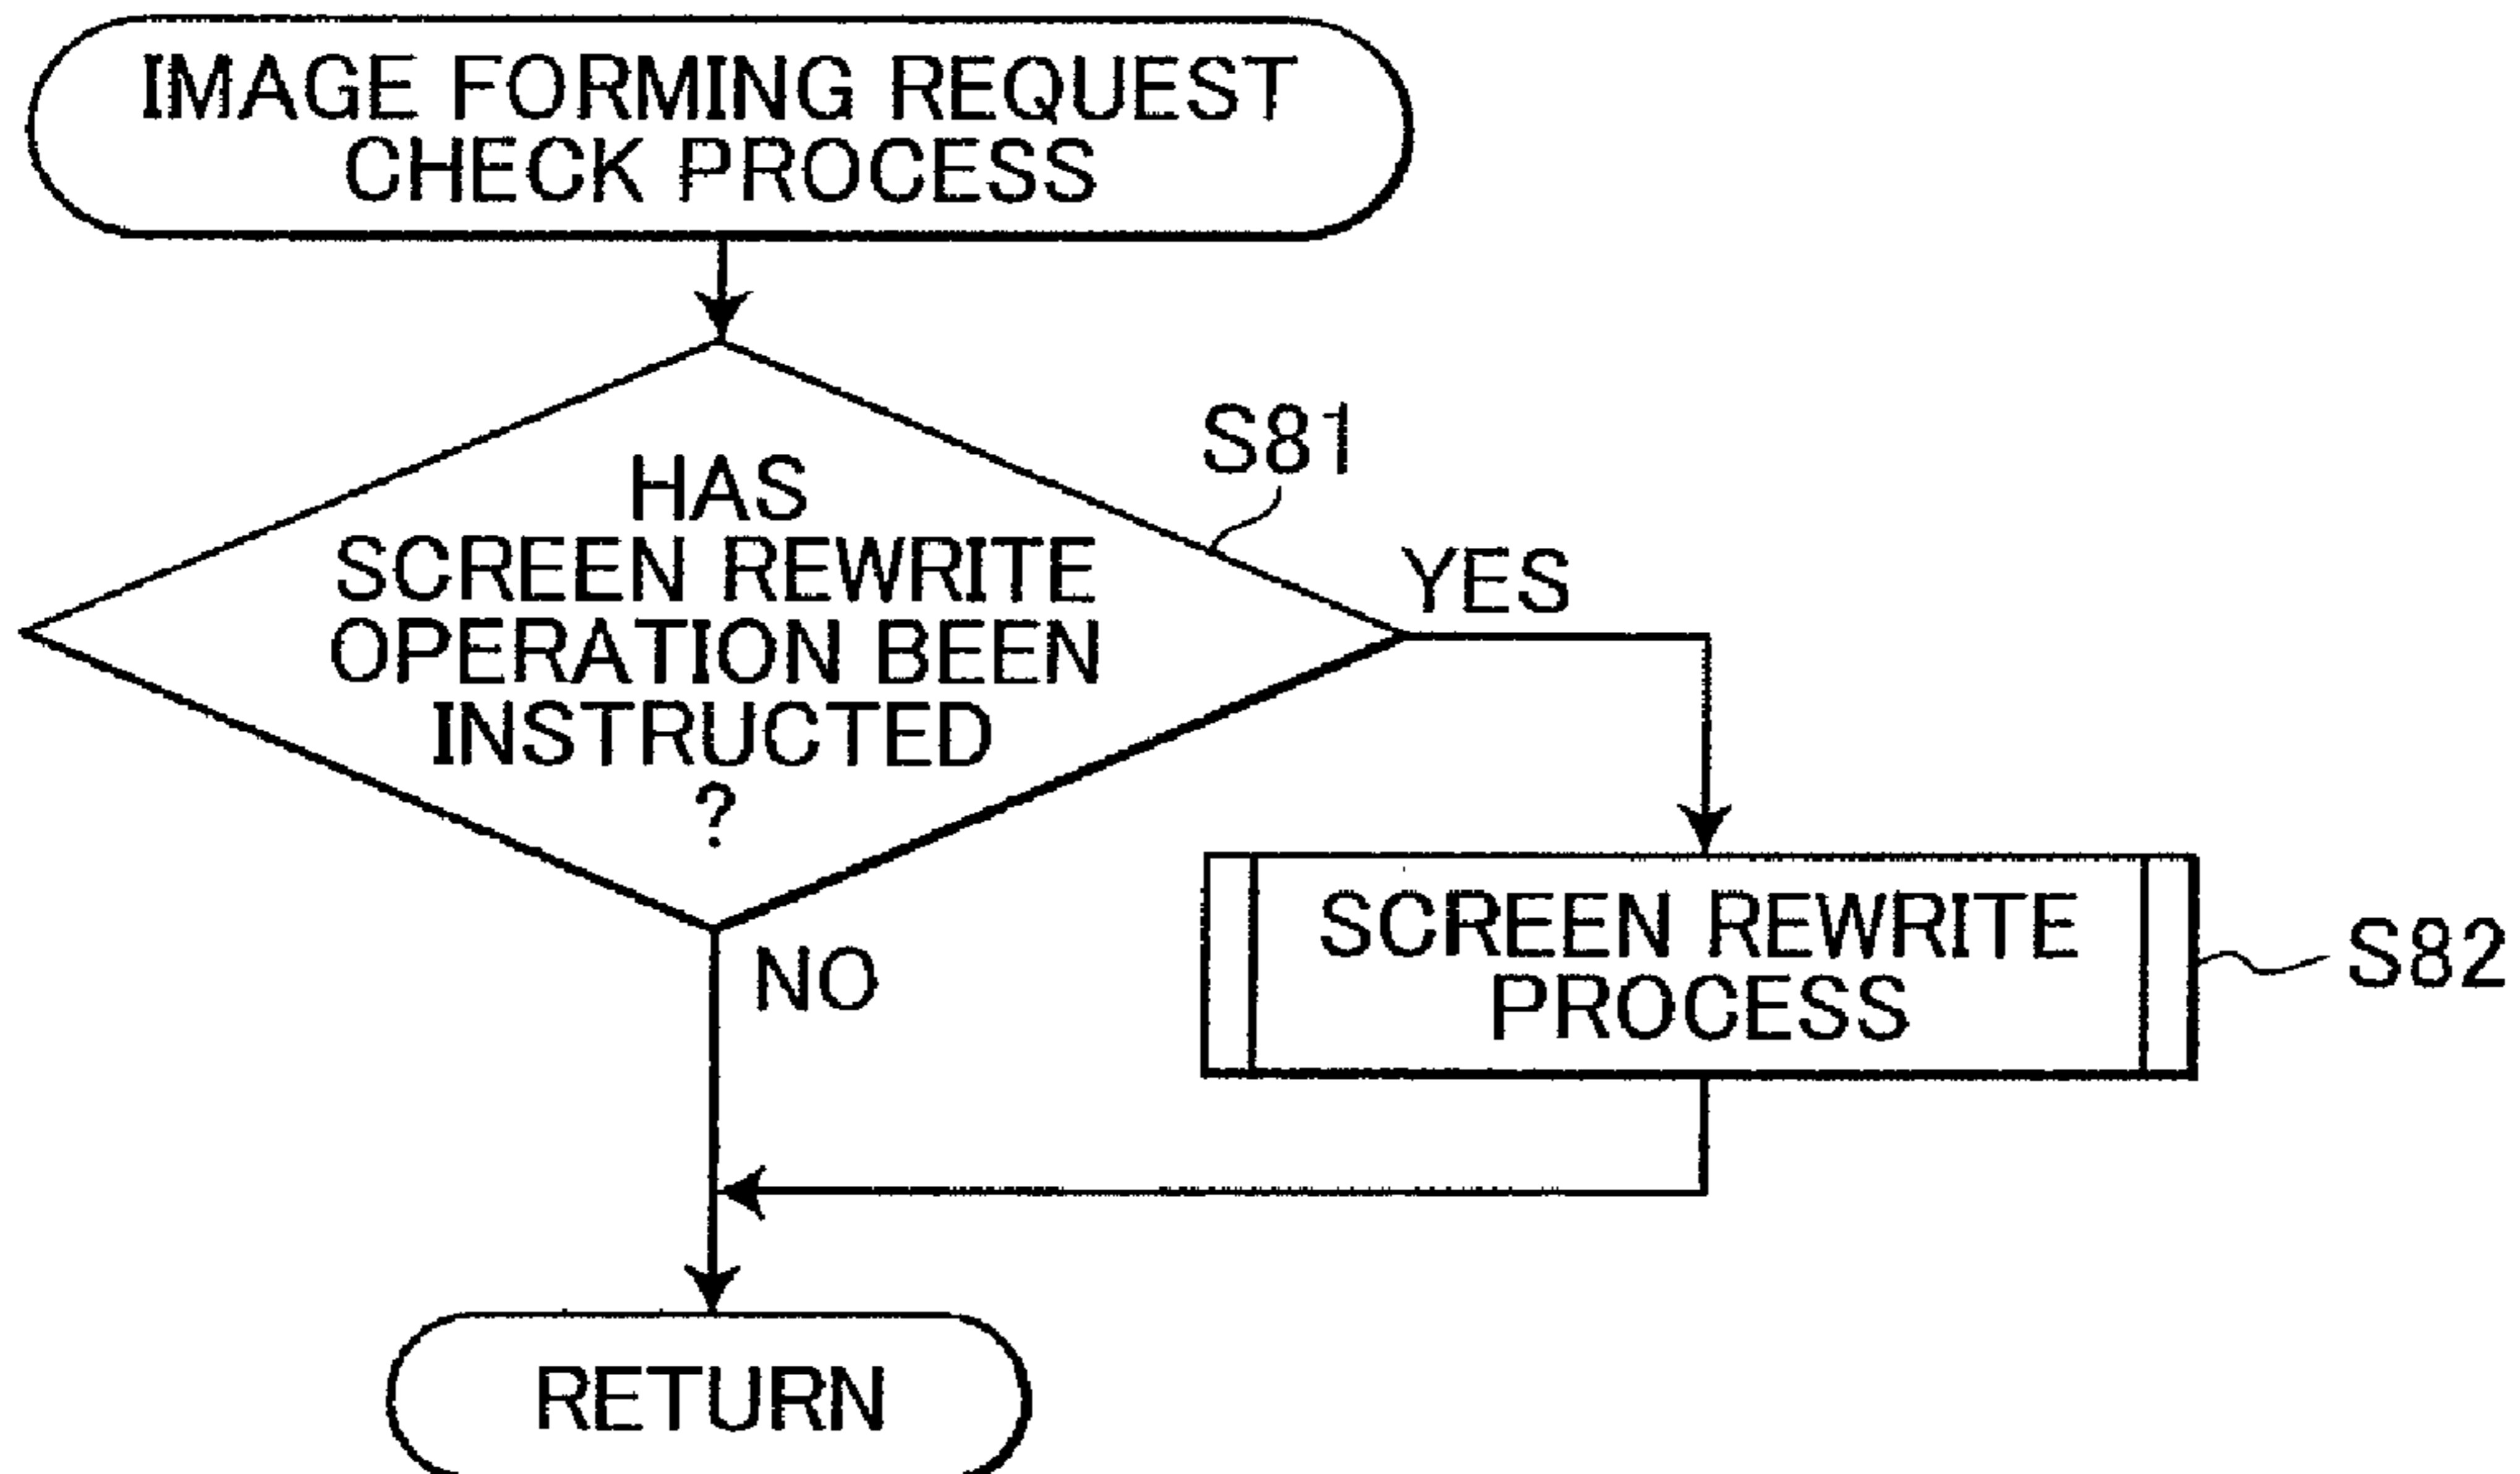 IMAGE FORMING REQUEST
CHECK PROCESS
S81
HAS
SCREEN REWRITE
OPERATION BEEN
INSTRUCTED
?
YES
NO
SCREEN REWRITE
PROCESS
S82
RETURN